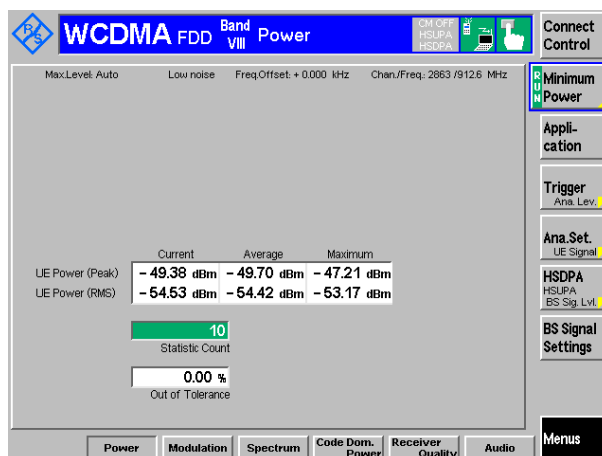 R S
WCDMA FDD Band VIII Power
CM OFF
HSUPA
HSDPA
Connect Control
Max.Level: Auto Low noise Freq.Offset: + 0.000 kHz Chan./Freq.: 2863 /912.6 MHz
RUN
Minimum Power
Appli-
cation
Trigger
Ana. Lev.
Ana.Set.
UE Signal
Current Average Maximum
UE Power (Peak) - 49.38 dBm - 49.70 dBm - 47.21 dBm
UE Power (RMS) - 54.53 dBm - 54.42 dBm - 53.17 dBm
HSDPA
HSUPA
BS Sig. Lvl.
10
Statistic Count
BS Signal
Settings
0.00 %
Out of Tolerance
Power Modulation Spectrum Code Dom. Power Receiver Quality Audio Menus